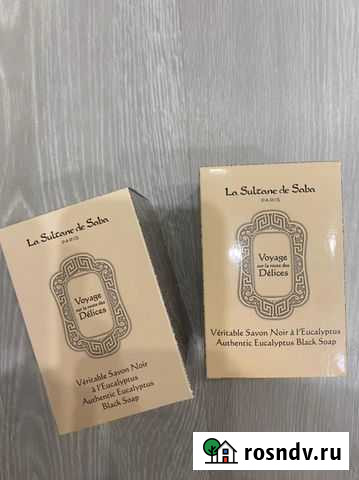 La Sultane de Saba
PARIS
Voyage
sur la route des
Délices
Véritable Savon Noir
à l'Eucalyptus
Authentic Eucalyptus
Black Soap
La Sultane de Saba
PARIS
Voyage
sur la route des
Délices
Véritable Savon Noir à l'Eucalyptus
Authentic Eucalyptus Black Soap
rosndv.ru